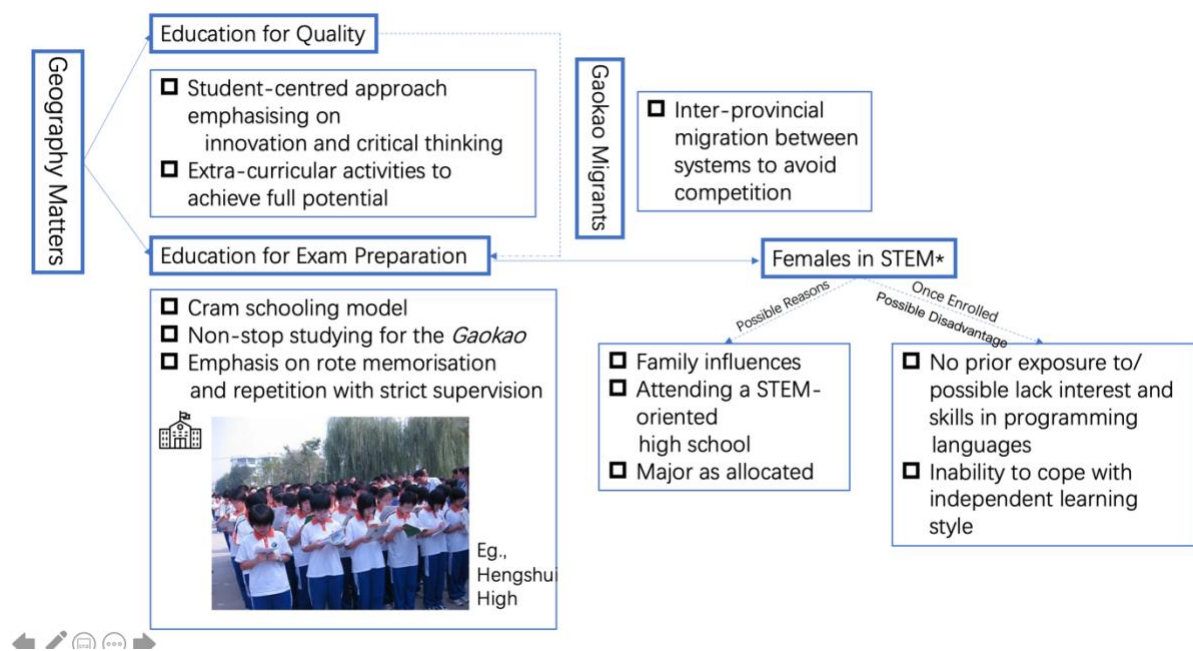 Geography Matters
Education for Quality
Student-centred approach
emphasising on
innovation and critical thinking
Extra-curricular activities to
achieve full potential
Gaokao Migrants
Inter-provincial
migration between
systems to avoid
competition
Education for Exam Preparation
Cram schooling model
Non-stop studying for the Gaokao
Emphasis on rote memorisation
and repetition with strict supervision
Eg.,
Hengshui
High
Females in STEM*
Possible Reasons
Once Enrolled
Possible Disadvantage
Family influences
Attending a STEM-
oriented
high school
Major as allocated
No prior exposure to/
possible lack interest and
skills in programming
languages
Inability to cope with
independent learning
style